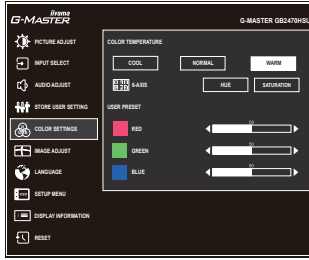 iiyama
G-MASTER
G-MASTER GB2470HSU
PICTURE ADJUST
INPUT SELECT
AUDIO ADJUST
STORE USER SETTING
COLOR SETTINGS
IMAGE ADJUST
LANGUAGE
SETUP MENU
DISPLAY INFORMATION
RESET
COLOR TEMPERATURE
COOL NORMAL WARM
6-AXIS HUE SATURATION
USER PRESET
50
RED
50
GREEN
50
BLUE